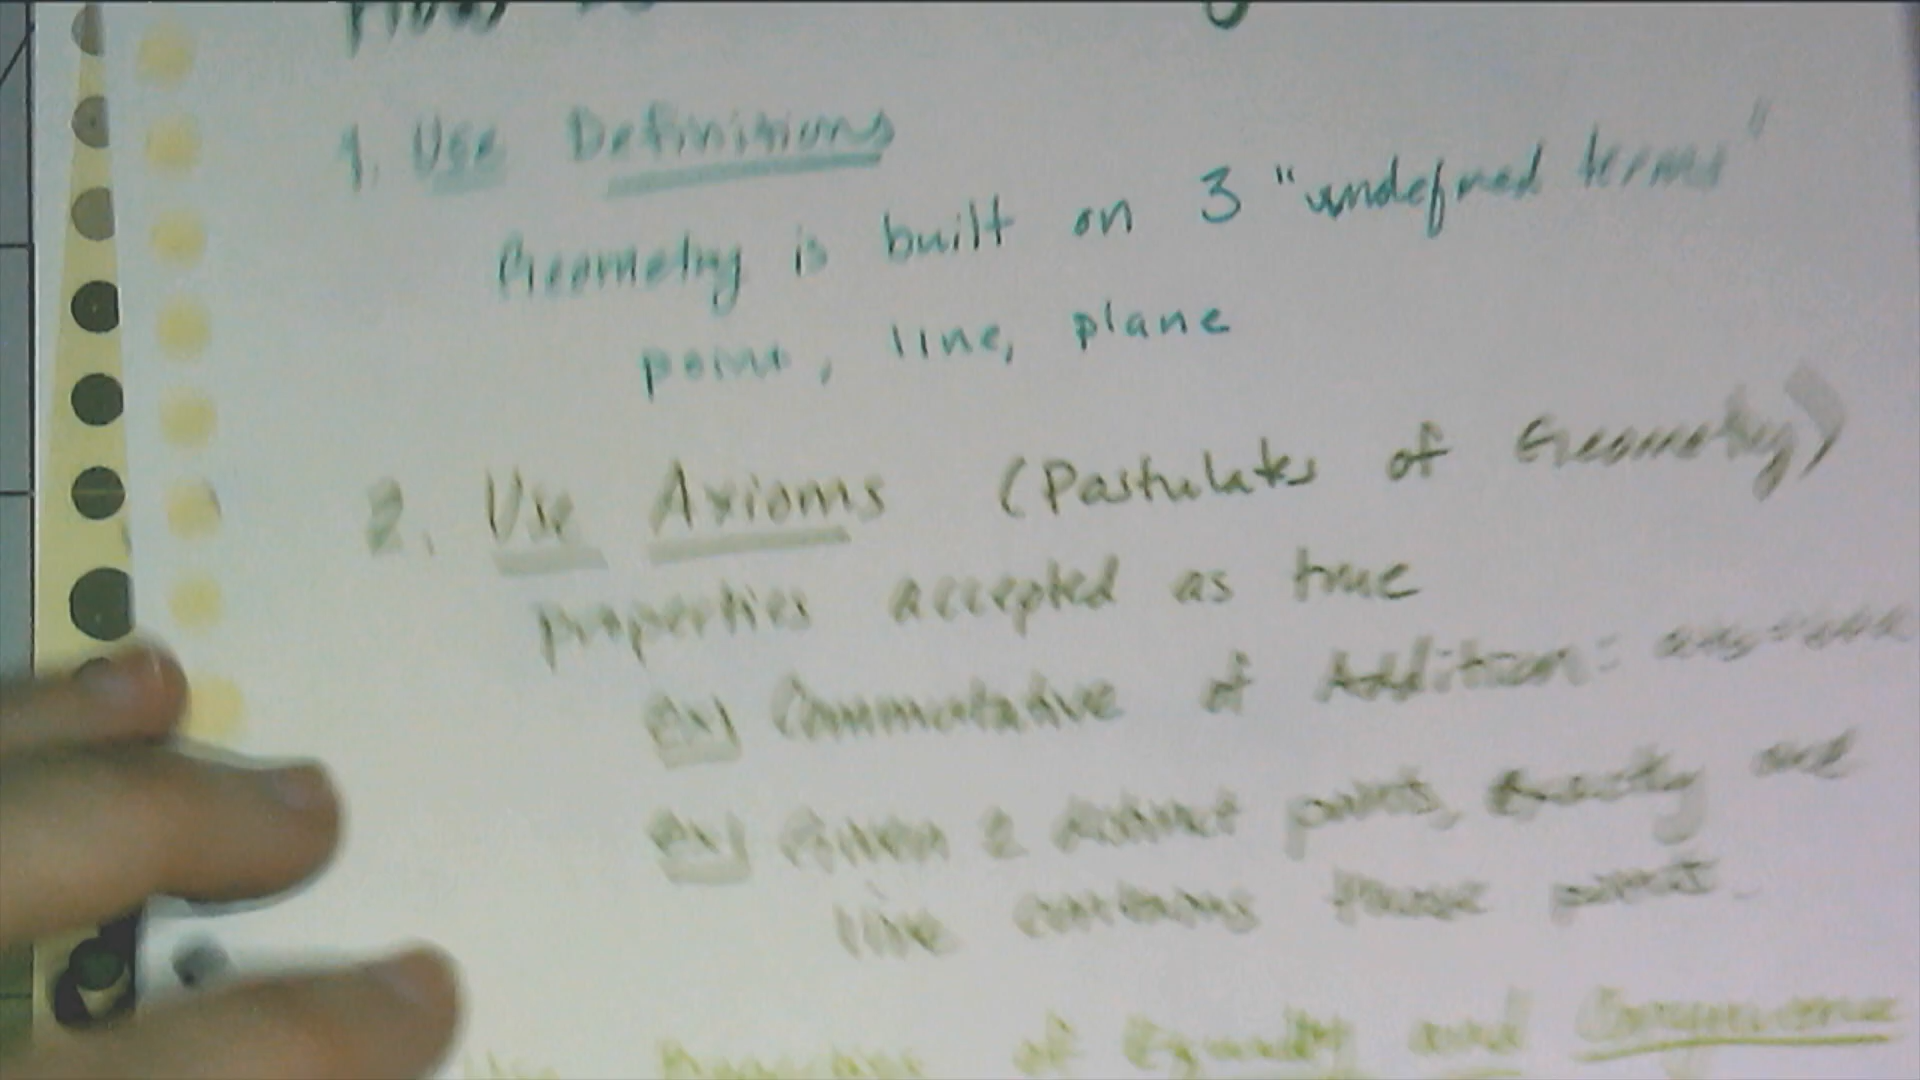 1. Use Definitions
Geometry is built on 3 "undefined terms"
point, line, plane
2. Use Axioms (Postulates of Geometry)
properties accepted as true
ex) Commutative of Addition:
ex) Given 2 distinct points, exactly one
line contains those points.
Use Properties of Equality and Congruence